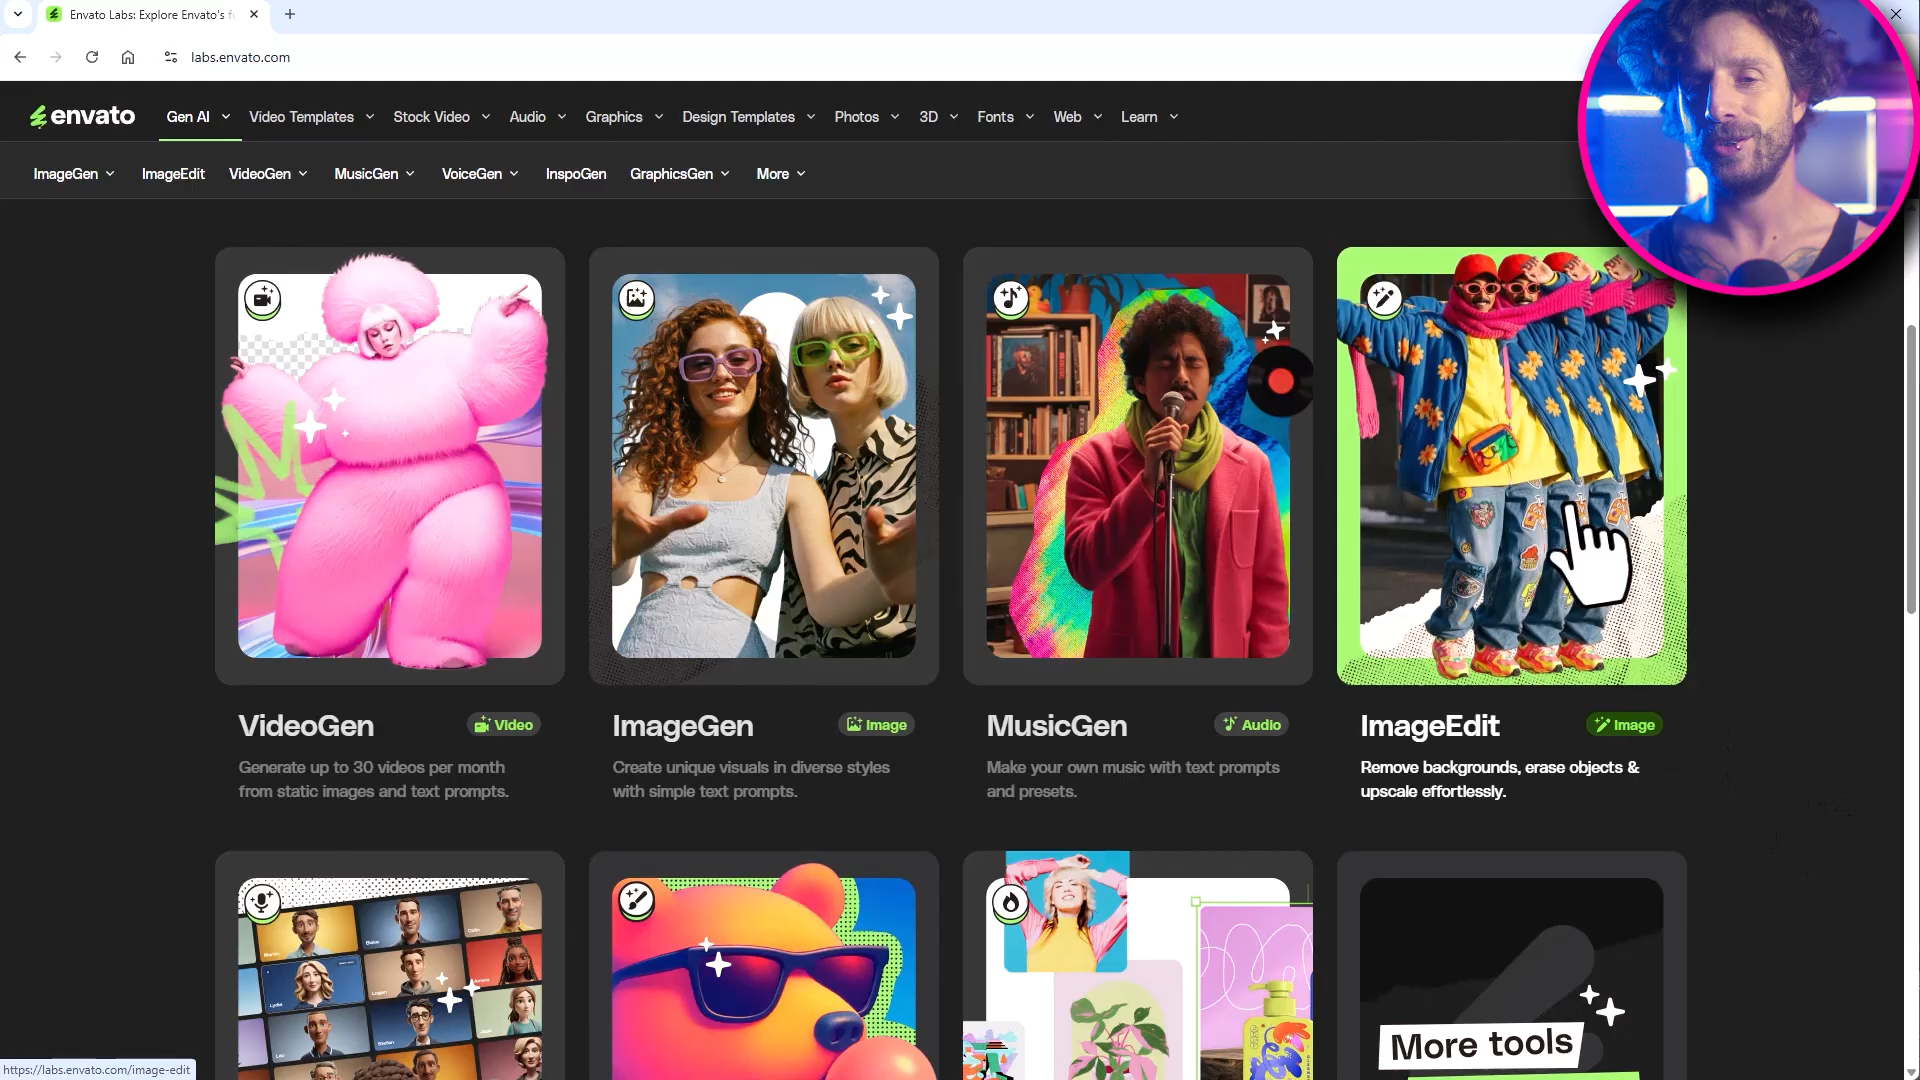 Envato Labs: Explore Envato's f
labs.envato.com
envato
Gen AI
Video Templates
Stock Video
Audio
Graphics
Design Templates
Photos
3D
Fonts
Web
Learn
ImageGen
ImageEdit
VideoGen
MusicGen
VoiceGen
InspoGen
GraphicsGen
More
VideoGen
Video
Generate up to 30 videos per month
from static images and text prompts.
ImageGen
Image
Create unique visuals in diverse styles
with simple text prompts.
MusicGen
Audio
Make your own music with text prompts
and presets.
ImageEdit
Image
Remove backgrounds, erase objects &
upscale effortlessly.
More tools
https://labs.envato.com/image-edit